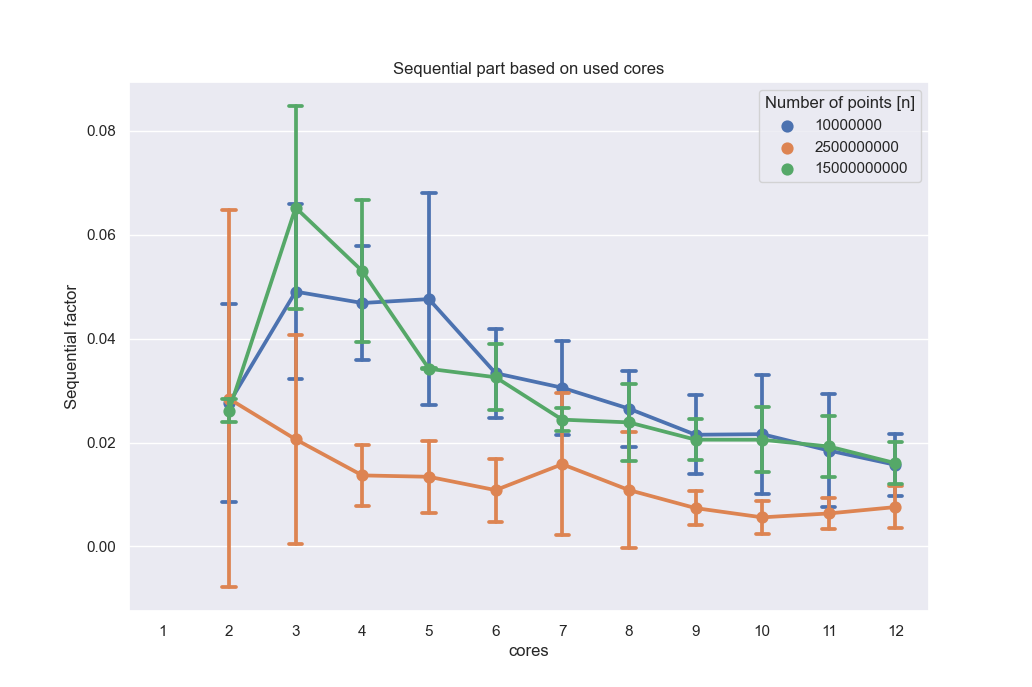 Sequential part based on used cores
Number of points [n]
10000000
2500000000
15000000000
Sequential factor
0.08
0.06
0.04
0.02
0.00
1 2 3 4 5 6 7 8 9 10 11 12
cores